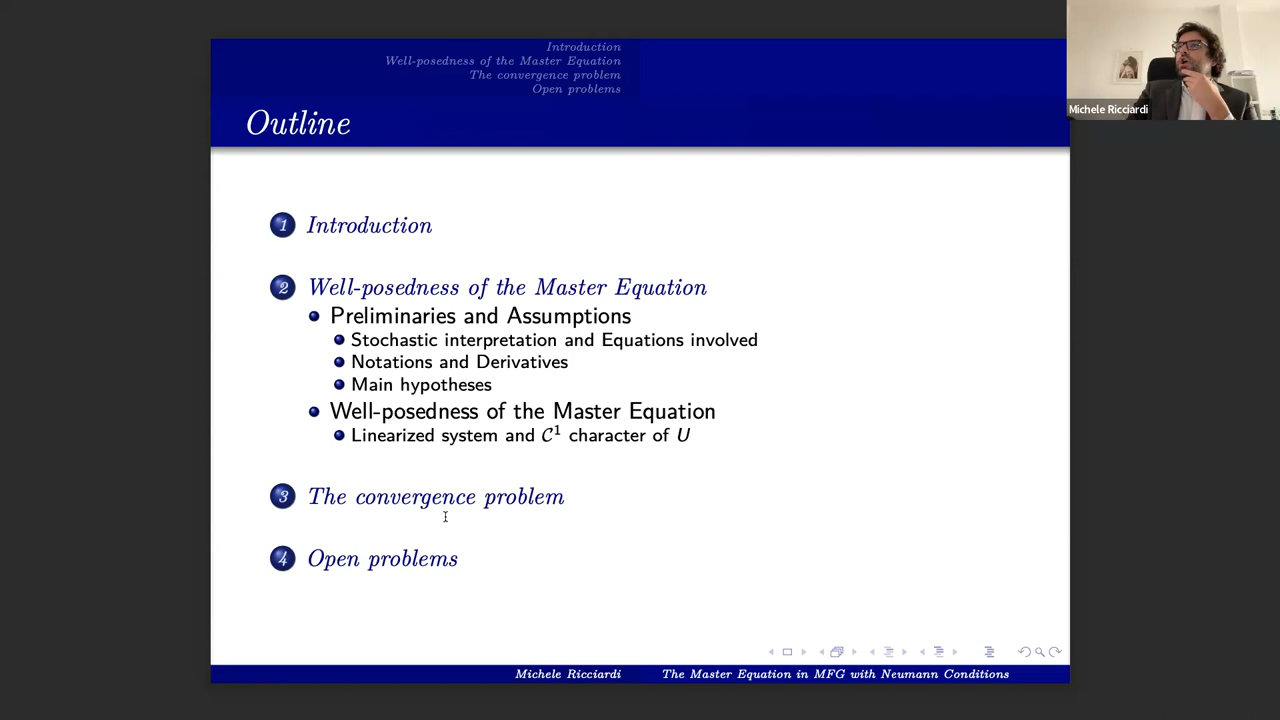 Introduction
Well-posedness of the Master Equation
The convergence problem
Open problems
Outline
Michele Ricciardi
1 Introduction
2 Well-posedness of the Master Equation
Preliminaries and Assumptions
Stochastic interpretation and Equations involved
Notations and Derivatives
Main hypotheses
Well-posedness of the Master Equation
Linearized system and C¹ character of U
3 The convergence problem
4 Open problems
Michele Ricciardi The Master Equation in MFG with Neumann Conditions